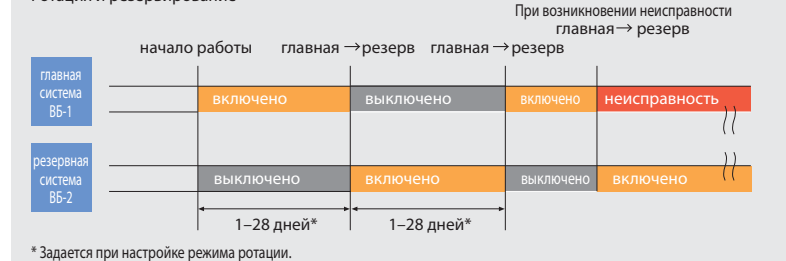 Ротация и резервирование
При возникновении неисправности
главная→ резерв
начало работы главная →резерв главная →резерв
главная
система
ВБ-1
включено выключено включено неисправность
резервная
система
ВБ-2
выключено включено выключено включено
1–28 дней* 1–28 дней*
* Задается при настройке режима ротации.